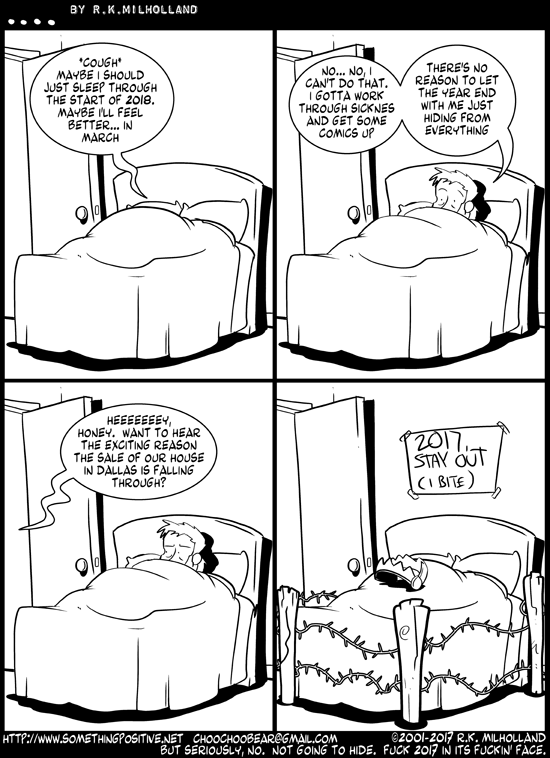 BY R.K.MILHOLLAND
*COUGH*
MAYBE I SHOULD
JUST SLEEP THROUGH
THE START OF 2018.
MAYBE I'LL FEEL
BETTER... IN
MARCH
NO... NO, I
CAN'T DO THAT.
I GOTTA WORK
THROUGH SICKNES
AND GET SOME
COMICS UP
THERE'S NO
REASON TO LET
THE YEAR END
WITH ME JUST
HIDING FROM
EVERYTHING
HEEEEEEEY,
HONEY. WANT TO HEAR
THE EXCITING REASON
THE SALE OF OUR HOUSE
IN DALLAS IS FALLING
THROUGH?
2017,
STAY OUT
(I BITE)
HTTP://WWW.SOMETHINGPOSITIVE.NET CHOOCHOOBEAR@GMAIL.COM ©2001-2017 R.K. MILHOLLAND
BUT SERIOUSLY, NO. NOT GOING TO HIDE. FUCK 2017 IN ITS FUCKIN' FACE.